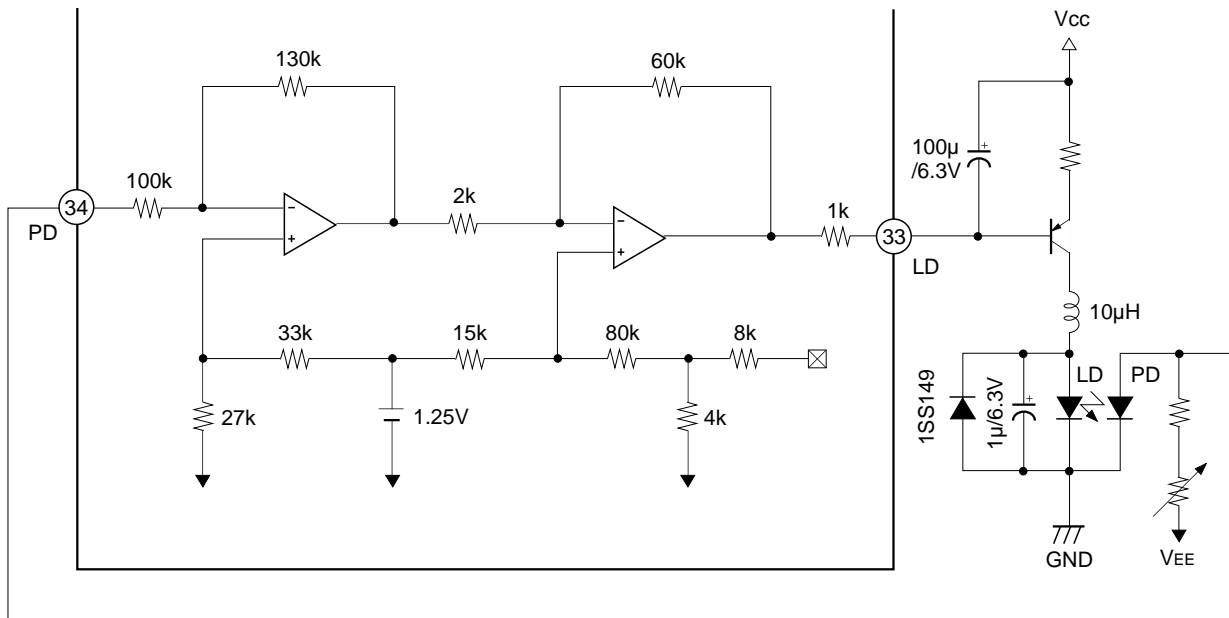 Vcc
130k
60k
100µ
/6.3V
100k
34
PD
2k
1k
33
LD
−
+
−
+
33k
15k
80k
8k
10µH
27k
1.25V
4k
1SS149
1µ/6.3V
LD
PD
GND
VEE